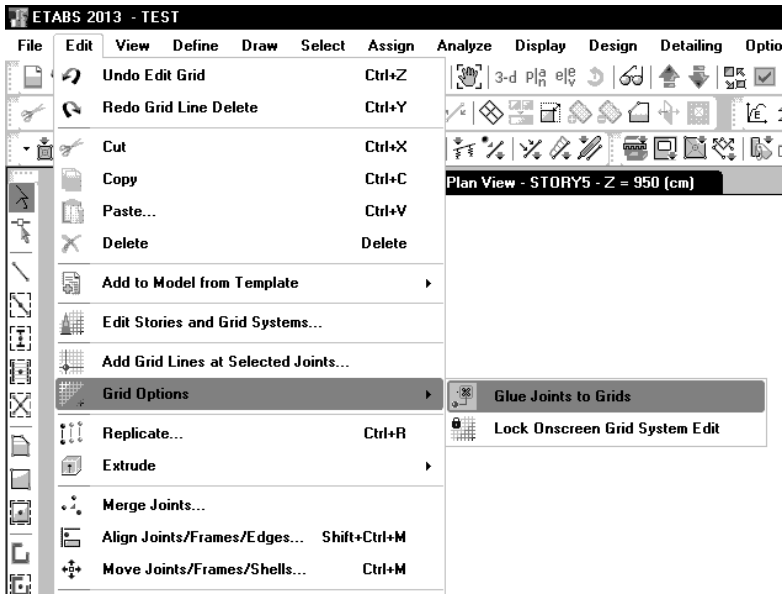 ETABS 2013 - TEST
File Edit View Define Draw Select Assign Analyze Display Design Detailing Optio
3-d
Undo Edit Grid Ctrl+Z
Redo Grid Line Delete Ctrl+Y
Cut Ctrl+X
Copy Ctrl+C
Paste... Ctrl+V
Delete Delete
Add to Model from Template
Edit Stories and Grid Systems...
Add Grid Lines at Selected Joints...
Grid Options
Replicate... Ctrl+R
Extrude
Merge Joints...
Align Joints/Frames/Edges... Shift+Ctrl+M
Move Joints/Frames/Shells... Ctrl+M
Plan View - STORY5 - Z = 950 (cm)
Glue Joints to Grids
Lock Onscreen Grid System Edit